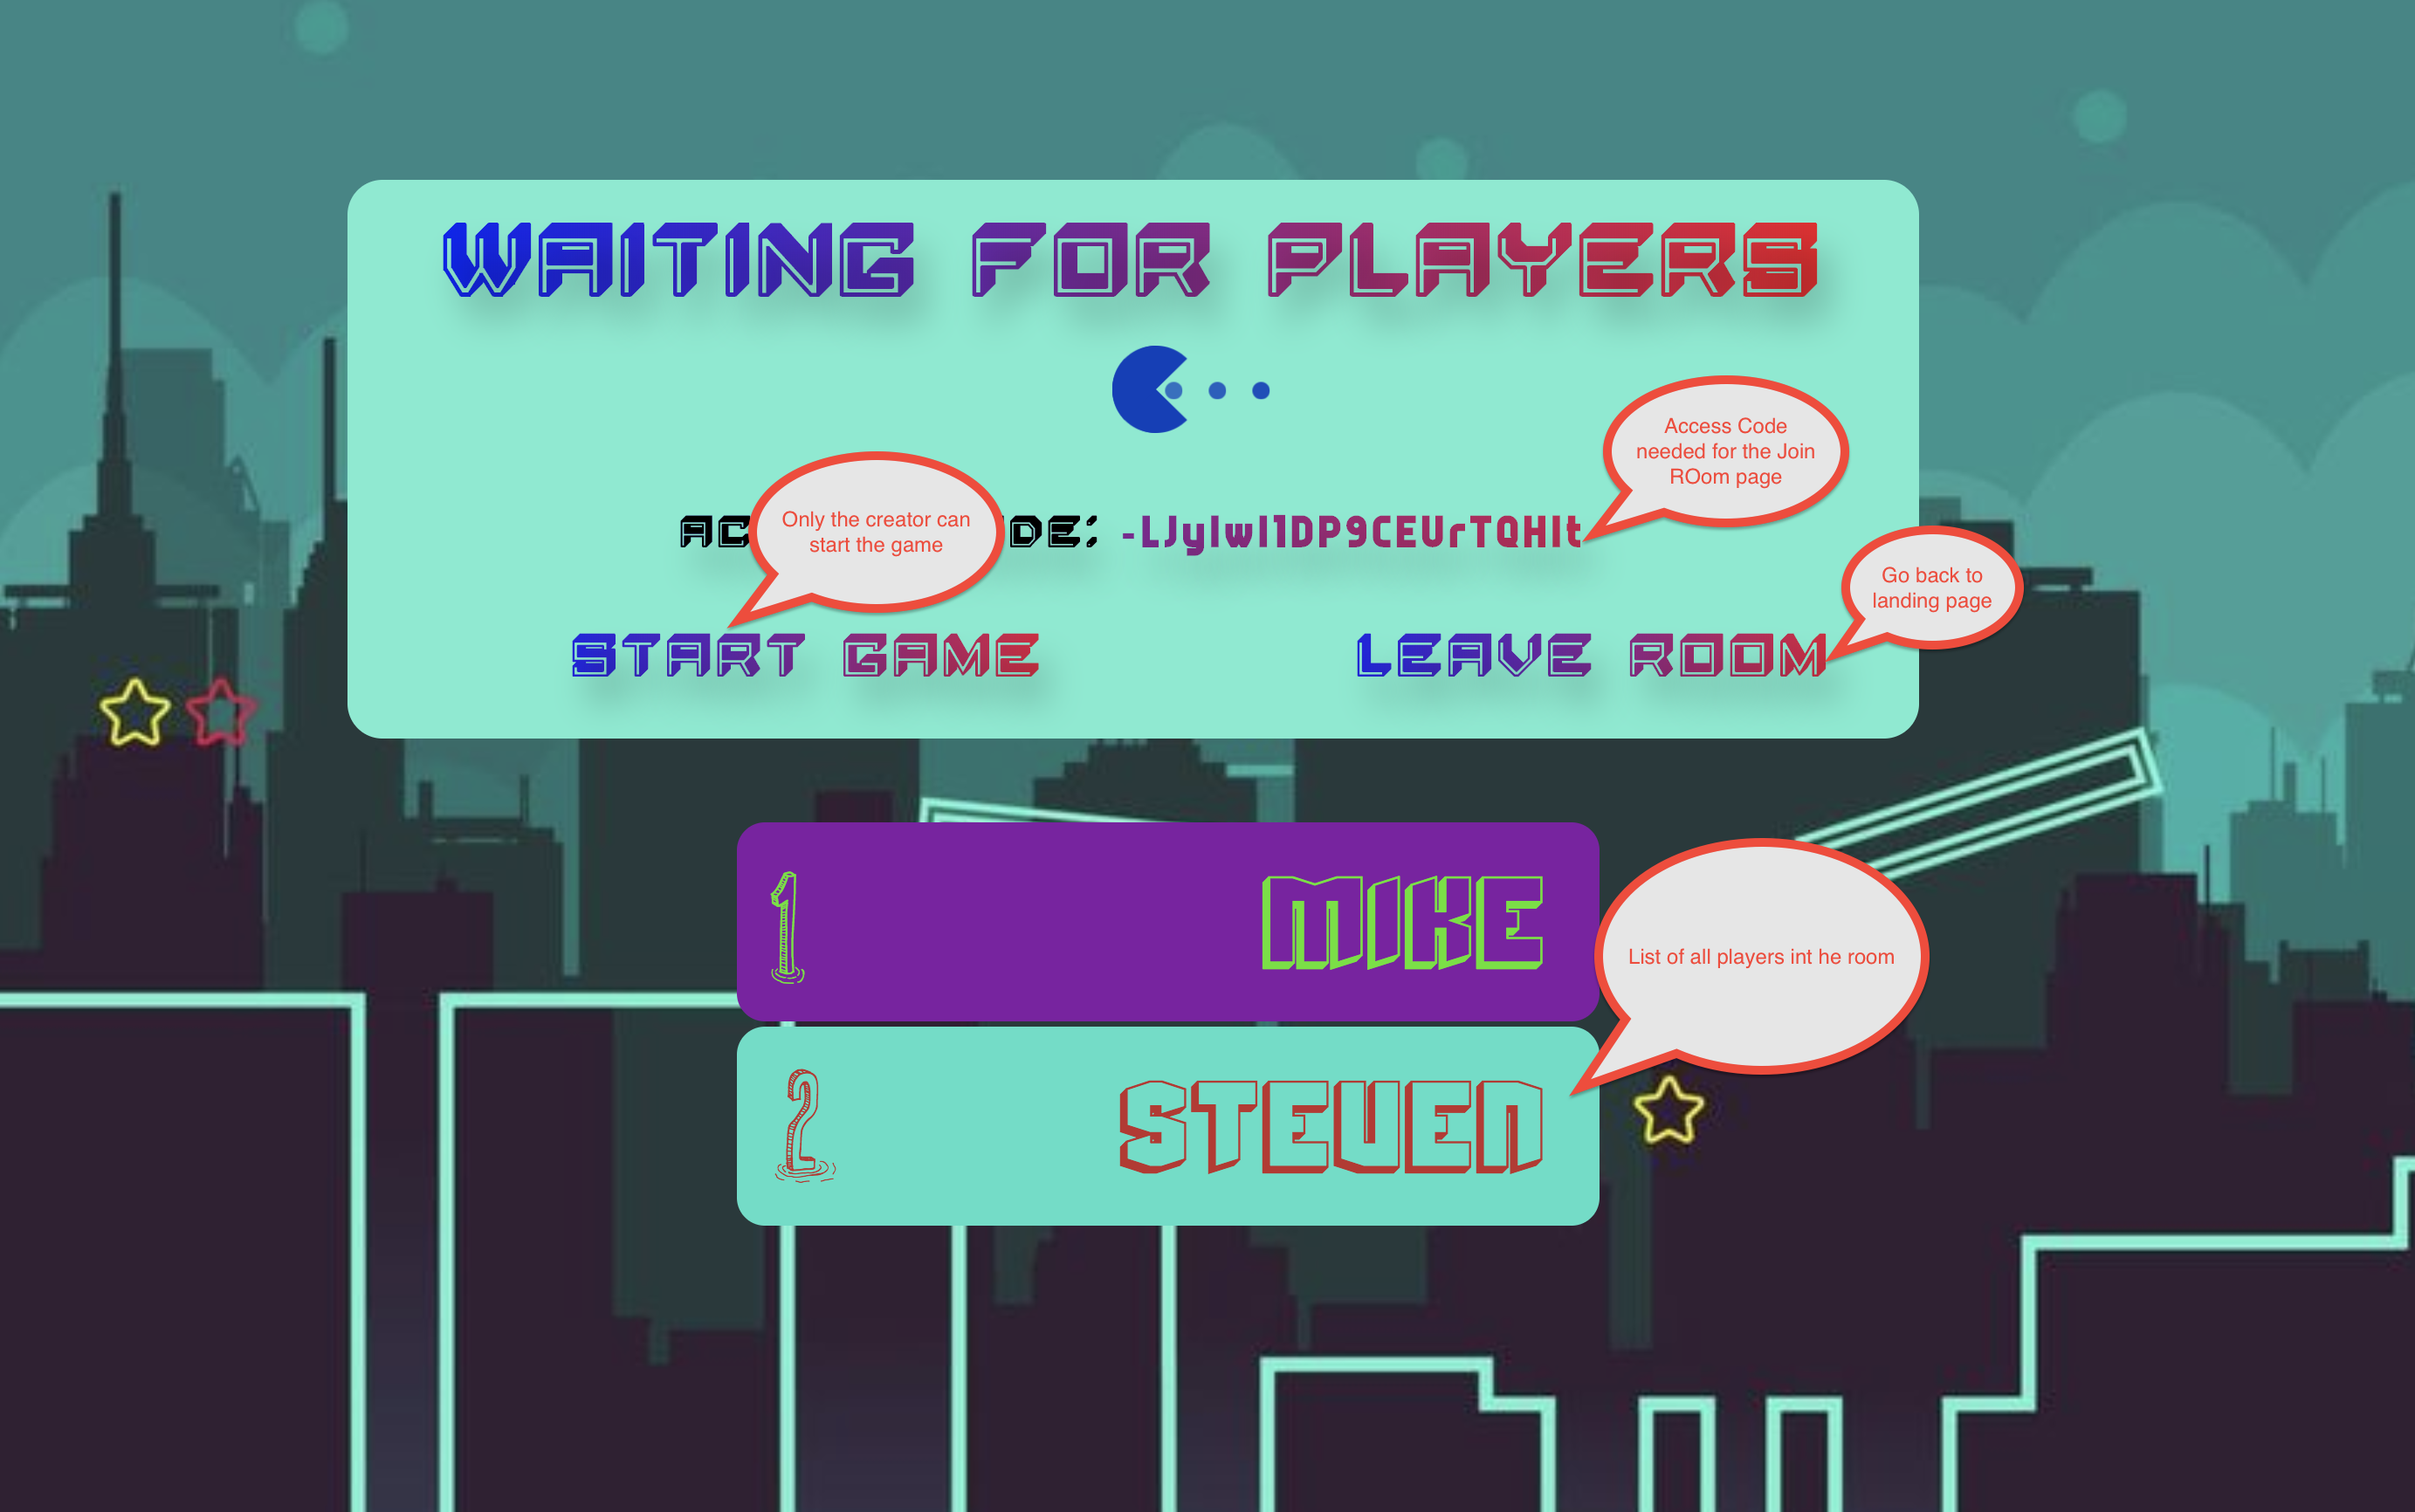 WAITING FOR PLAYERS
Access Code
needed for the Join
ROom page
Only the creator can
start the game
AC DE: -LJyIwI1DP9CEUrTQHIt
Go back to
landing page
START GAME
LEAVE ROOM
1 MIKE
List of all players int he room
2 STEVEN